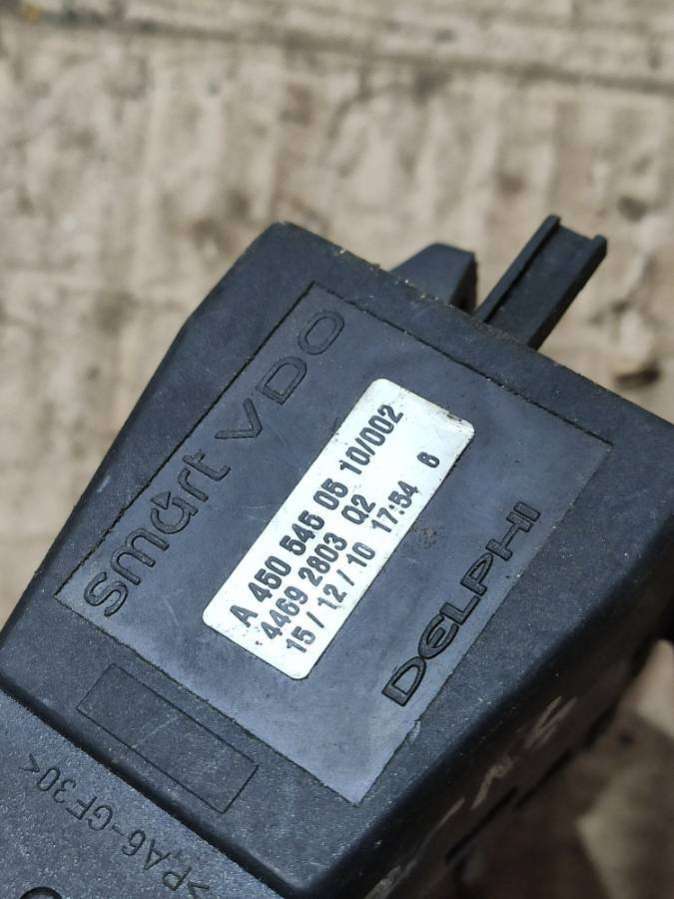 smart VDO
A 450 545 05 10/002
4469 2803 Q2
15 / 12 / 10 17:54 6
DELPHI
>PA6-GF30<